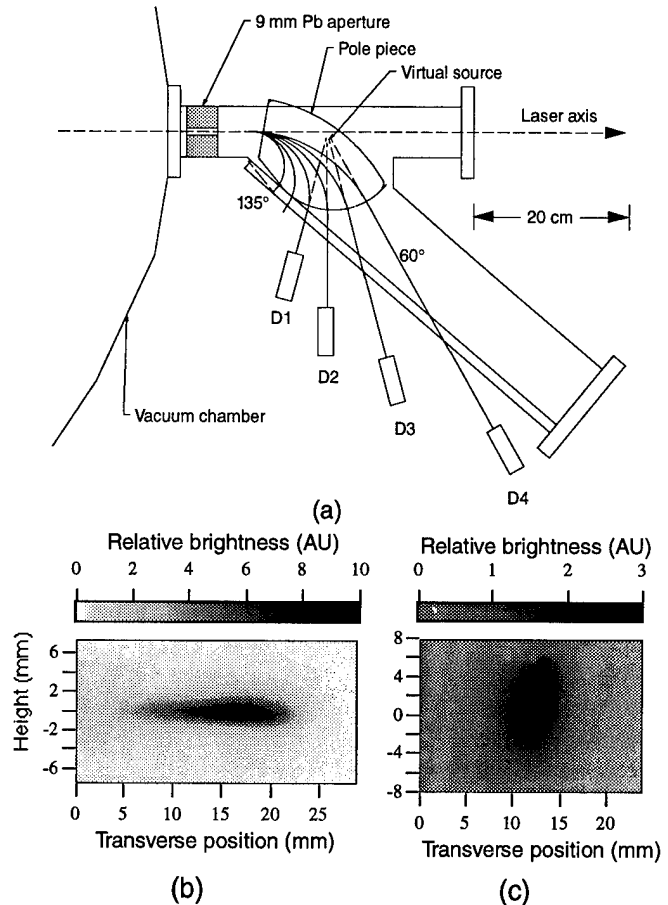 9 mm Pb aperture
Pole piece
Virtual source
Laser axis
135°
20 cm
60°
D1
D2
D3
D4
Vacuum chamber
(a)
Relative brightness (AU)
0 2 4 6 8 10
Height (mm)
6
2
-2
-6
0 5 10 15 20 25
Transverse position (mm)
(b)
Relative brightness (AU)
0 1 2 3
8
4
0
-4
-8
0 10 20
Transverse position (mm)
(c)